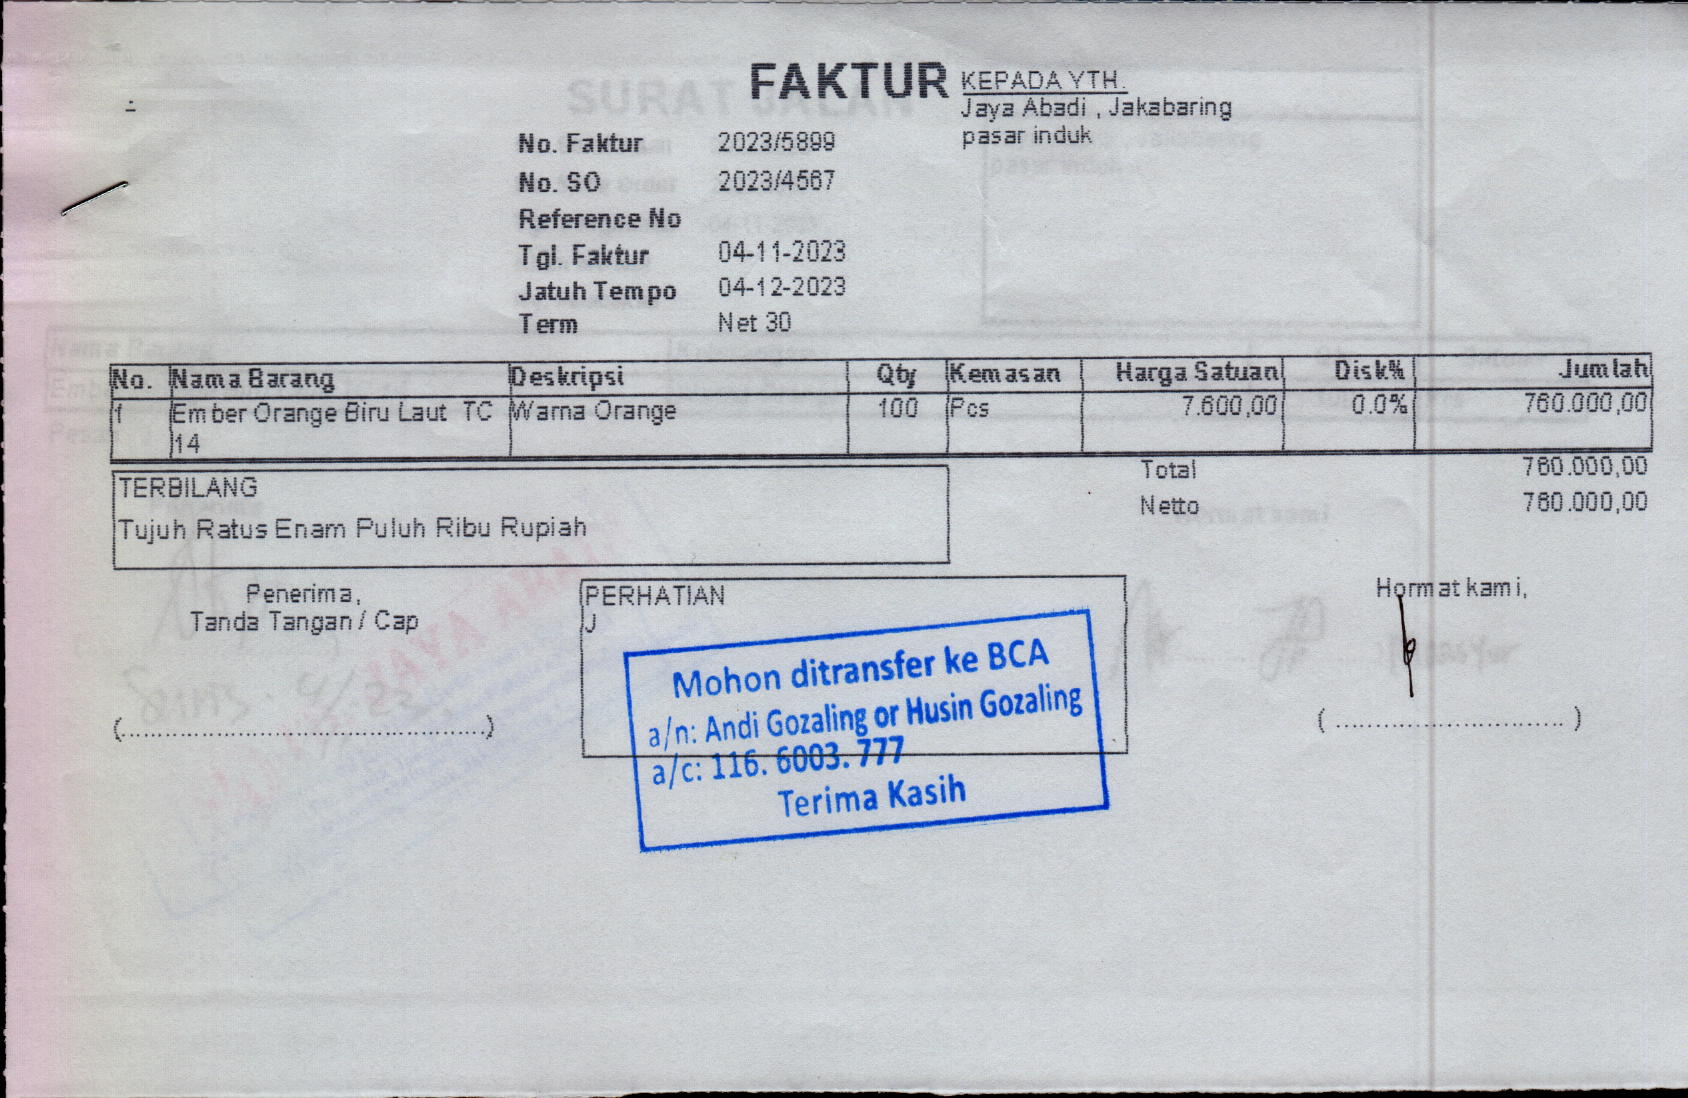 FAKTUR
KEPADA YTH.
Jaya Abadi , Jakabaring
pasar induk
No. Faktur 2023/5899
No. SO 2023/4567
Reference No
Tgl. Faktur 04-11-2023
Jatuh Tempo 04-12-2023
Term Net 30
No. Nama Barang Deskripsi Qty Kemasan Harga Satuan Disk% Jumlah
1 Ember Orange Biru Laut TC Warna Orange 100 Pcs 7.600,00 0.0% 760.000,00
14
Total 760.000,00
Netto 760.000,00
TERBILANG
Tujuh Ratus Enam Puluh Ribu Rupiah
Penerima,
Tanda Tangan / Cap
(....................................................)
PERHATIAN
J
Mohon ditransfer ke BCA
a/n: Andi Gozaling or Husin Gozaling
a/c: 116. 6003. 777
Terima Kasih
Hormat kami,
( ................................ )
SURAT JALAN